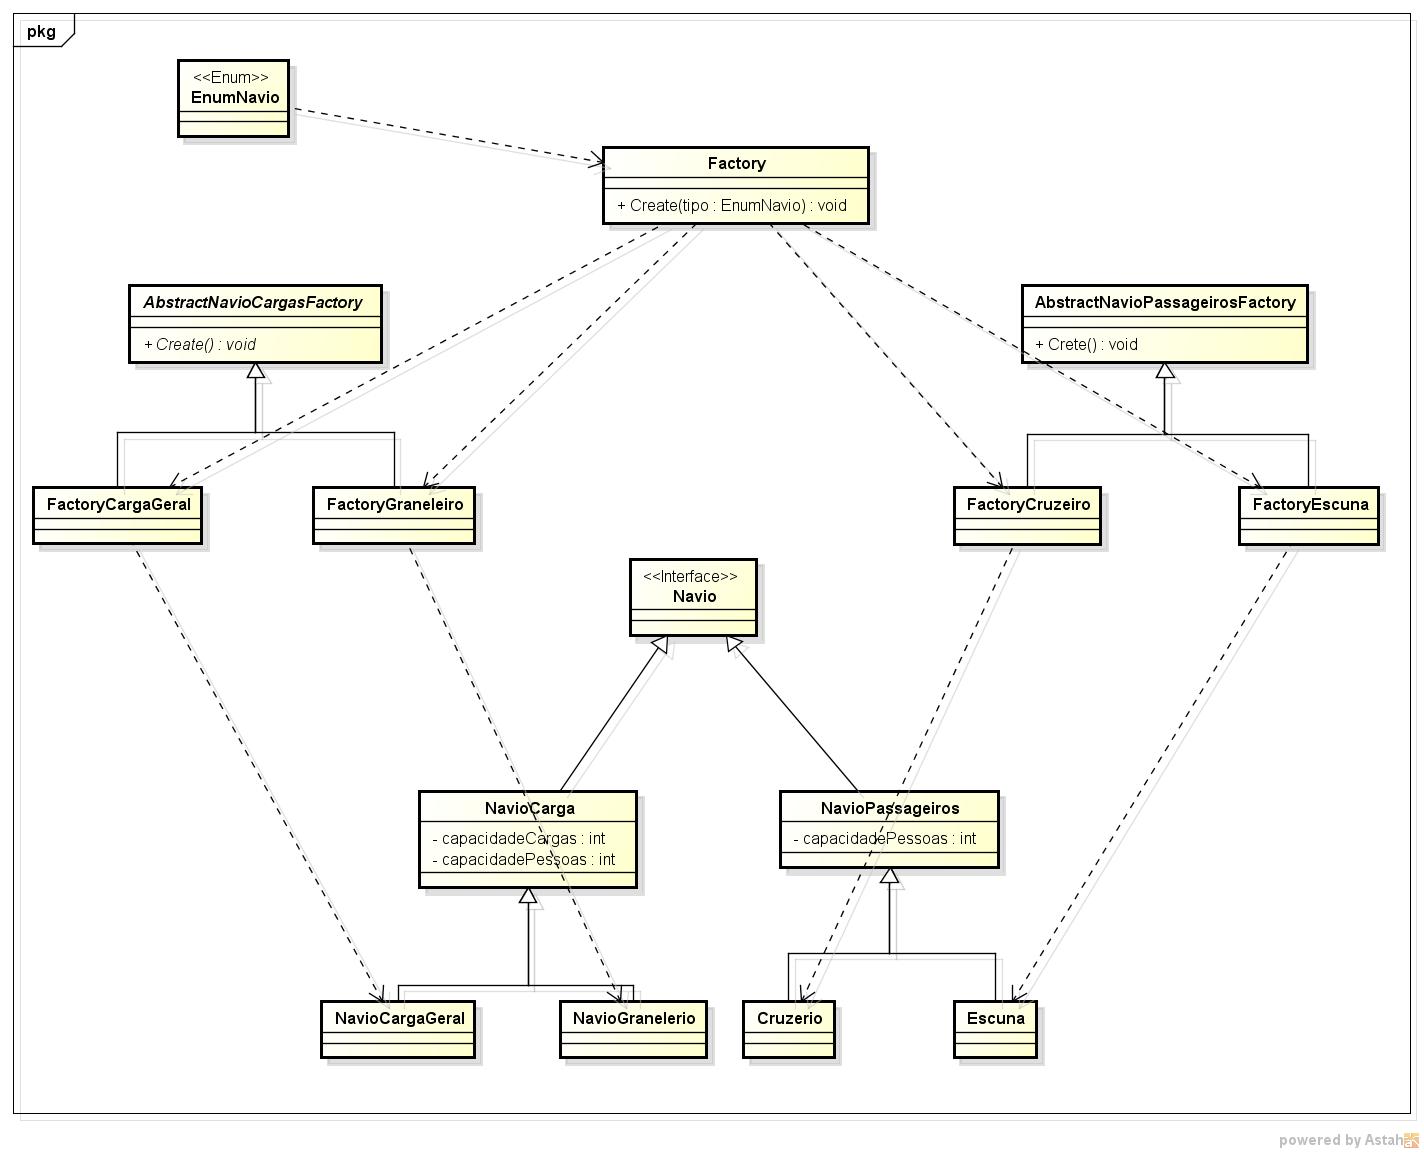 pkg
<<Enum>>
EnumNavio
Factory
+ Create(tipo : EnumNavio) : void
AbstractNavioCargasFactory
+ Create() : void
AbstractNavioPassageirosFactory
+ Crete() : void
FactoryCargaGeral
FactoryGraneleiro
FactoryCruzeiro
FactoryEscuna
<<Interface>>
Navio
NavioCarga
- capacidadeCargas : int
- capacidadePessoas : int
NavioPassageiros
- capacidadePessoas : int
NavioCargaGeral
NavioGranelerio
Cruzerio
Escuna
powered by Astah